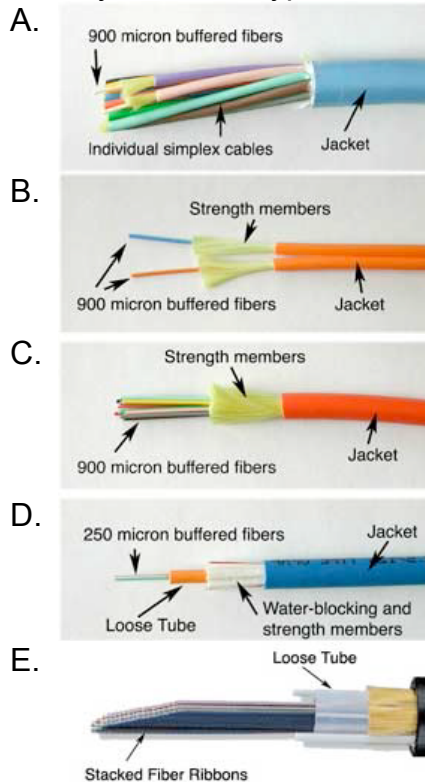 A.
900 micron buffered fibers
Individual simplex cables
Jacket
B.
Strength members
900 micron buffered fibers
Jacket
C.
Strength members
900 micron buffered fibers
Jacket
D.
250 micron buffered fibers
Jacket
Loose Tube
Water-blocking and
strength members
E.
Loose Tube
Stacked Fiber Ribbons